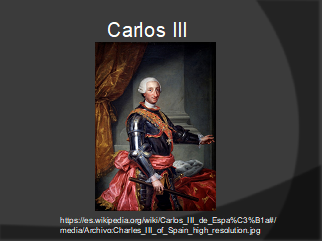 Carlos III
https://es.wikipedia.org/wiki/Carlos_III_de_Espa%C3%B1a#/
media/Archivo:Charles_III_of_Spain_high_resolution.jpg